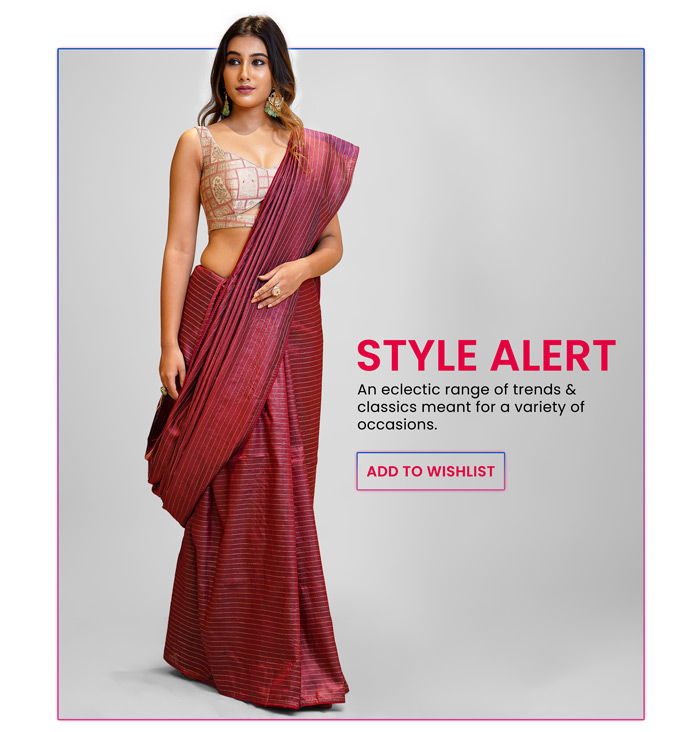 STYLE ALERT
An eclectic range of trends &
classics meant for a variety of
occasions.
ADD TO WISHLIST